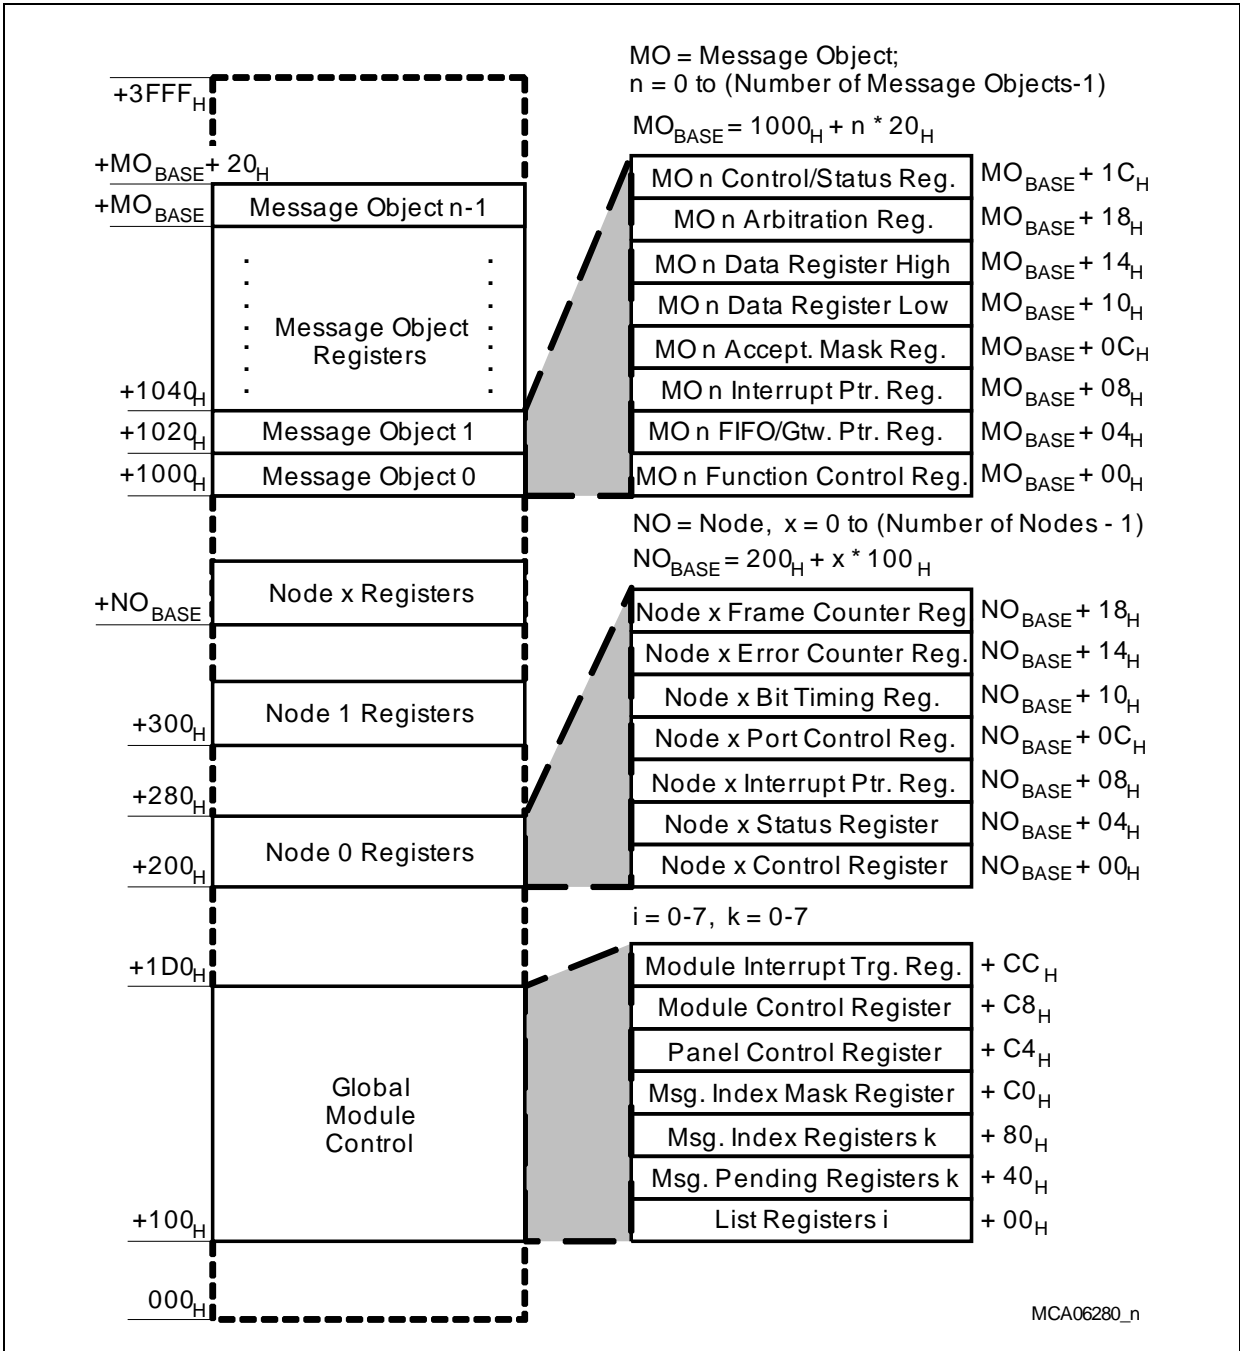 MO = Message Object;
n = 0 to (Number of Message Objects-1)
MO_BASE = 1000_H + n * 20_H
+3FFF_H
+MO_BASE + 20_H
+MO_BASE
Message Object n-1
Message Object
Registers
+1040_H
+1020_H
Message Object 1
+1000_H
Message Object 0
MO n Control/Status Reg. MO_BASE + 1C_H
MO n Arbitration Reg. MO_BASE + 18_H
MO n Data Register High MO_BASE + 14_H
MO n Data Register Low MO_BASE + 10_H
MO n Accept. Mask Reg. MO_BASE + 0C_H
MO n Interrupt Ptr. Reg. MO_BASE + 08_H
MO n FIFO/Gtw. Ptr. Reg. MO_BASE + 04_H
MO n Function Control Reg. MO_BASE + 00_H
NO = Node, x = 0 to (Number of Nodes - 1)
NO_BASE = 200_H + x * 100_H
+NO_BASE
Node x Registers
+300_H
Node 1 Registers
+280_H
+200_H
Node 0 Registers
Node x Frame Counter Reg NO_BASE + 18_H
Node x Error Counter Reg. NO_BASE + 14_H
Node x Bit Timing Reg. NO_BASE + 10_H
Node x Port Control Reg. NO_BASE + 0C_H
Node x Interrupt Ptr. Reg. NO_BASE + 08_H
Node x Status Register NO_BASE + 04_H
Node x Control Register NO_BASE + 00_H
i = 0-7, k = 0-7
+1D0_H
Global
Module
Control
+100_H
000_H
Module Interrupt Trg. Reg. + CC_H
Module Control Register + C8_H
Panel Control Register + C4_H
Msg. Index Mask Register + C0_H
Msg. Index Registers k + 80_H
Msg. Pending Registers k + 40_H
List Registers i + 00_H
MCA06280_n